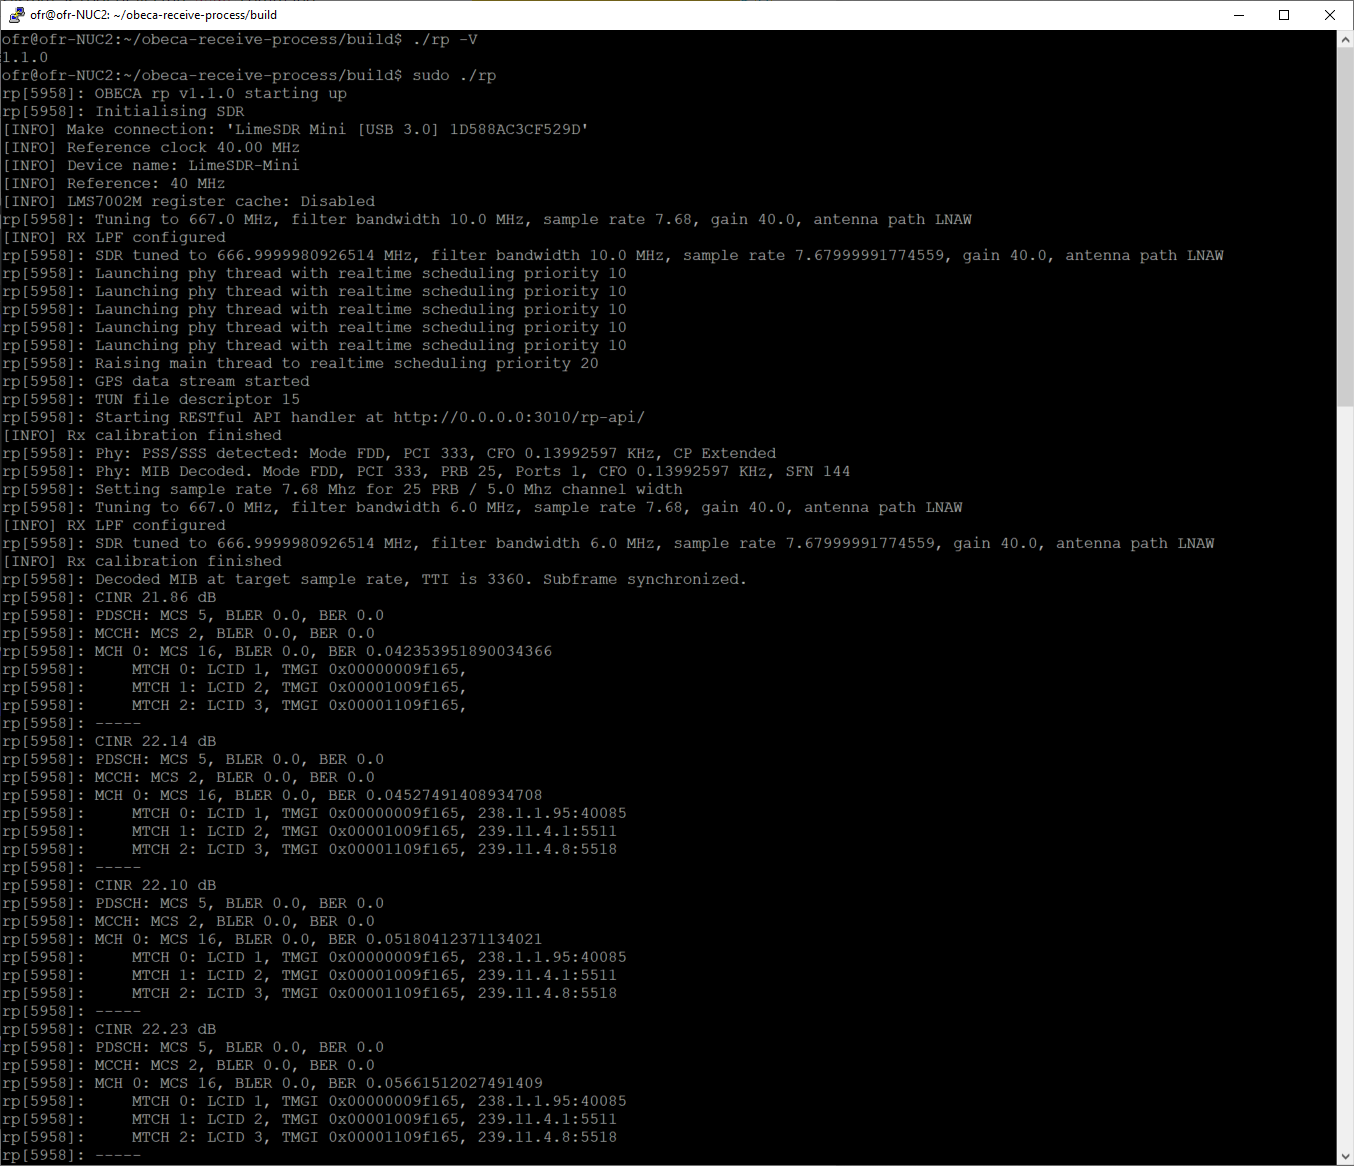 ofr@ofr-NUC2: ~/obeca-receive-process/build
ofr@ofr-NUC2:~/obeca-receive-process/build$ ./rp -V
1.1.0
ofr@ofr-NUC2:~/obeca-receive-process/build$ sudo ./rp
rp[5958]: OBECA rp v1.1.0 starting up
rp[5958]: Initialising SDR
[INFO] Make connection: 'LimeSDR Mini [USB 3.0] 1D588AC3CF529D'
[INFO] Reference clock 40.00 MHz
[INFO] Device name: LimeSDR-Mini
[INFO] Reference: 40 MHz
[INFO] LMS7002M register cache: Disabled
rp[5958]: Tuning to 667.0 MHz, filter bandwidth 10.0 MHz, sample rate 7.68, gain 40.0, antenna path LNAW
[INFO] RX LPF configured
rp[5958]: SDR tuned to 666.9999980926514 MHz, filter bandwidth 10.0 MHz, sample rate 7.67999991774559, gain 40.0, antenna path LNAW
rp[5958]: Launching phy thread with realtime scheduling priority 10
rp[5958]: Launching phy thread with realtime scheduling priority 10
rp[5958]: Launching phy thread with realtime scheduling priority 10
rp[5958]: Launching phy thread with realtime scheduling priority 10
rp[5958]: Launching phy thread with realtime scheduling priority 10
rp[5958]: Raising main thread to realtime scheduling priority 20
rp[5958]: GPS data stream started
rp[5958]: TUN file descriptor 15
rp[5958]: Starting RESTful API handler at http://0.0.0.0:3010/rp-api/
[INFO] Rx calibration finished
rp[5958]: Phy: PSS/SSS detected: Mode FDD, PCI 333, CFO 0.13992597 KHz, CP Extended
rp[5958]: Phy: MIB Decoded. Mode FDD, PCI 333, PRB 25, Ports 1, CFO 0.13992597 KHz, SFN 144
rp[5958]: Setting sample rate 7.68 Mhz for 25 PRB / 5.0 Mhz channel width
rp[5958]: Tuning to 667.0 MHz, filter bandwidth 6.0 MHz, sample rate 7.68, gain 40.0, antenna path LNAW
[INFO] RX LPF configured
rp[5958]: SDR tuned to 666.9999980926514 MHz, filter bandwidth 6.0 MHz, sample rate 7.67999991774559, gain 40.0, antenna path LNAW
[INFO] Rx calibration finished
rp[5958]: Decoded MIB at target sample rate, TTI is 3360. Subframe synchronized.
rp[5958]: CINR 21.86 dB
rp[5958]: PDSCH: MCS 5, BLER 0.0, BER 0.0
rp[5958]: MCCH: MCS 2, BLER 0.0, BER 0.0
rp[5958]: MCH 0: MCS 16, BLER 0.0, BER 0.042353951890034366
rp[5958]:     MTCH 0: LCID 1, TMGI 0x00000009f165,
rp[5958]:     MTCH 1: LCID 2, TMGI 0x00001009f165,
rp[5958]:     MTCH 2: LCID 3, TMGI 0x00001109f165,
rp[5958]: -----
rp[5958]: CINR 22.14 dB
rp[5958]: PDSCH: MCS 5, BLER 0.0, BER 0.0
rp[5958]: MCCH: MCS 2, BLER 0.0, BER 0.0
rp[5958]: MCH 0: MCS 16, BLER 0.0, BER 0.04527491408934708
rp[5958]:     MTCH 0: LCID 1, TMGI 0x00000009f165, 238.1.1.95:40085
rp[5958]:     MTCH 1: LCID 2, TMGI 0x00001009f165, 239.11.4.1:5511
rp[5958]:     MTCH 2: LCID 3, TMGI 0x00001109f165, 239.11.4.8:5518
rp[5958]: -----
rp[5958]: CINR 22.10 dB
rp[5958]: PDSCH: MCS 5, BLER 0.0, BER 0.0
rp[5958]: MCCH: MCS 2, BLER 0.0, BER 0.0
rp[5958]: MCH 0: MCS 16, BLER 0.0, BER 0.05180412371134021
rp[5958]:     MTCH 0: LCID 1, TMGI 0x00000009f165, 238.1.1.95:40085
rp[5958]:     MTCH 1: LCID 2, TMGI 0x00001009f165, 239.11.4.1:5511
rp[5958]:     MTCH 2: LCID 3, TMGI 0x00001109f165, 239.11.4.8:5518
rp[5958]: -----
rp[5958]: CINR 22.23 dB
rp[5958]: PDSCH: MCS 5, BLER 0.0, BER 0.0
rp[5958]: MCCH: MCS 2, BLER 0.0, BER 0.0
rp[5958]: MCH 0: MCS 16, BLER 0.0, BER 0.05661512027491409
rp[5958]:     MTCH 0: LCID 1, TMGI 0x00000009f165, 238.1.1.95:40085
rp[5958]:     MTCH 1: LCID 2, TMGI 0x00001009f165, 239.11.4.1:5511
rp[5958]:     MTCH 2: LCID 3, TMGI 0x00001109f165, 239.11.4.8:5518
rp[5958]: -----